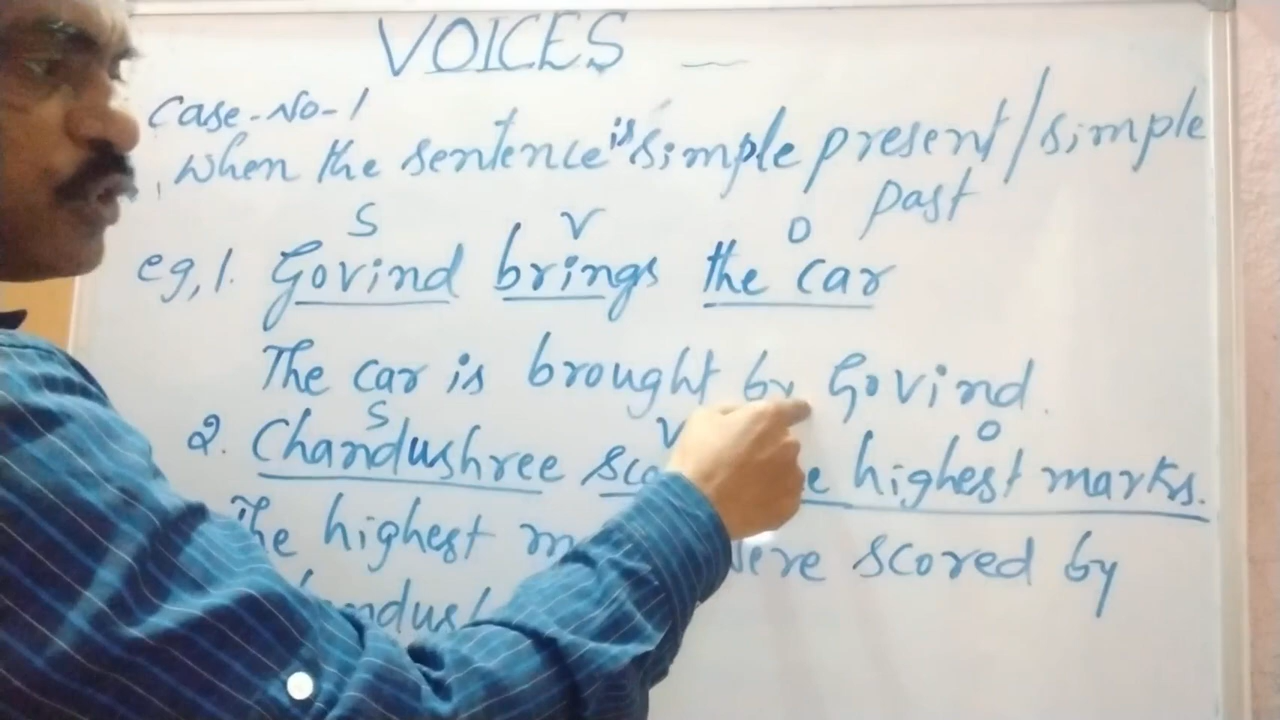 VOICES
Case-No-1
When the sentence is simple present/simple
past
S V O
eg,1. Govind brings the car
The car is brought by Govind.
S V O
2. Chandushree highest marks.
The highest were scored by